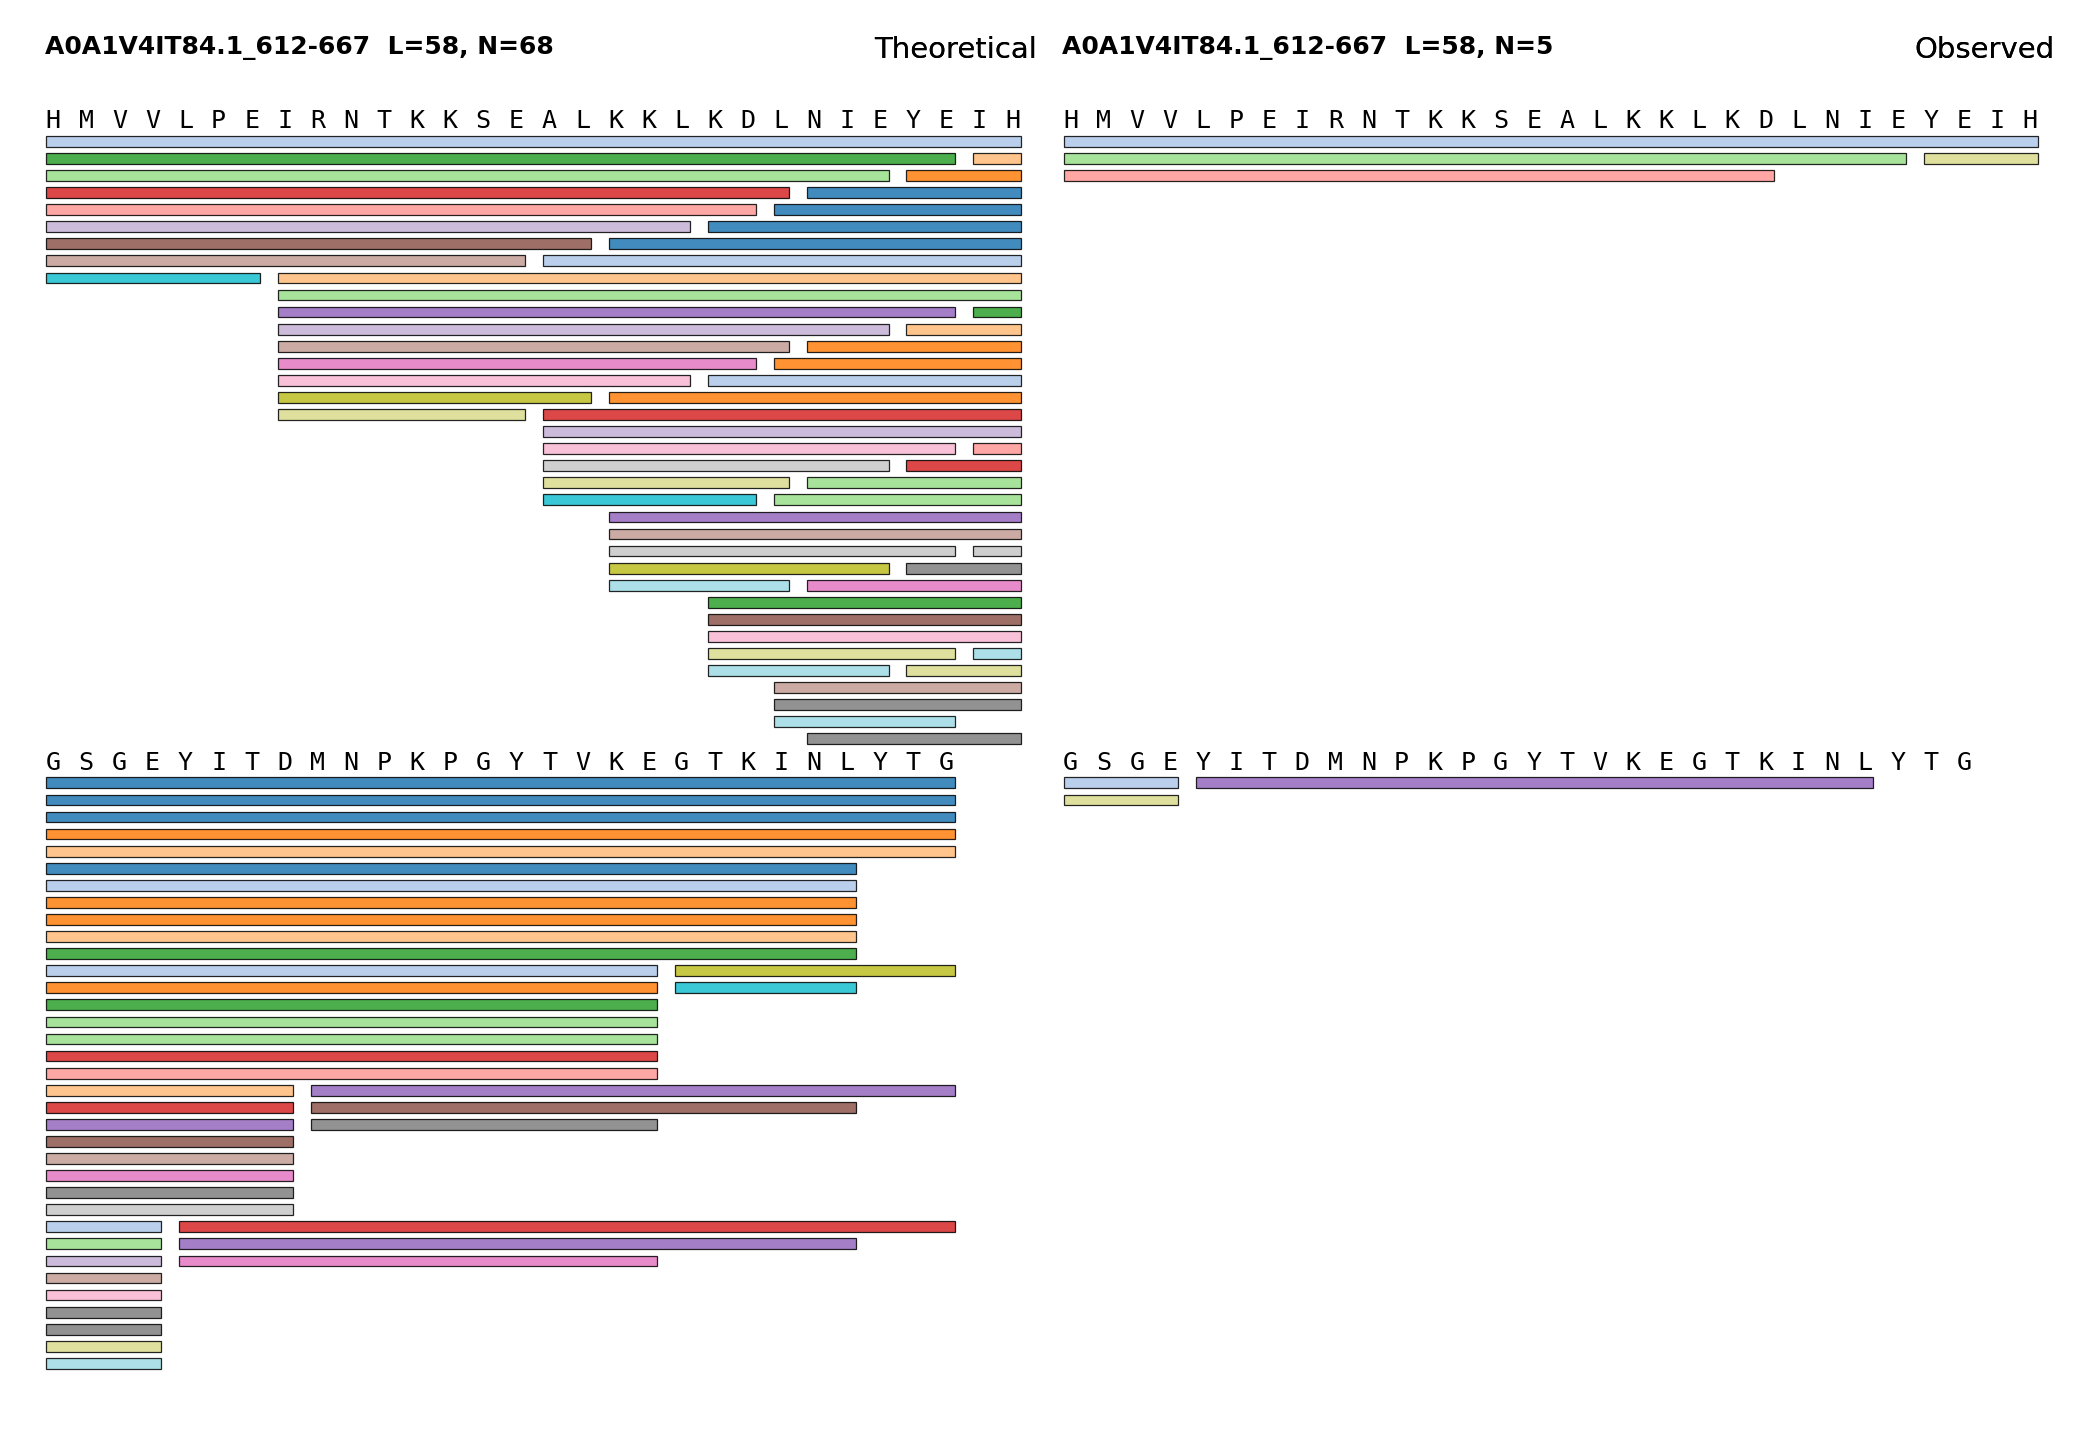 A0A1V4IT84.1_612-667 L=58, N=68
Theoretical
A0A1V4IT84.1_612-667 L=58, N=5
Observed
H M V V L P E I R N T K K S E A L K K L K D L N I E Y E I H
H M V V L P E I R N T K K S E A L K K L K D L N I E Y E I H
G S G E Y I T D M N P K P G Y T V K E G T K I N L Y T G
G S G E Y I T D M N P K P G Y T V K E G T K I N L Y T G